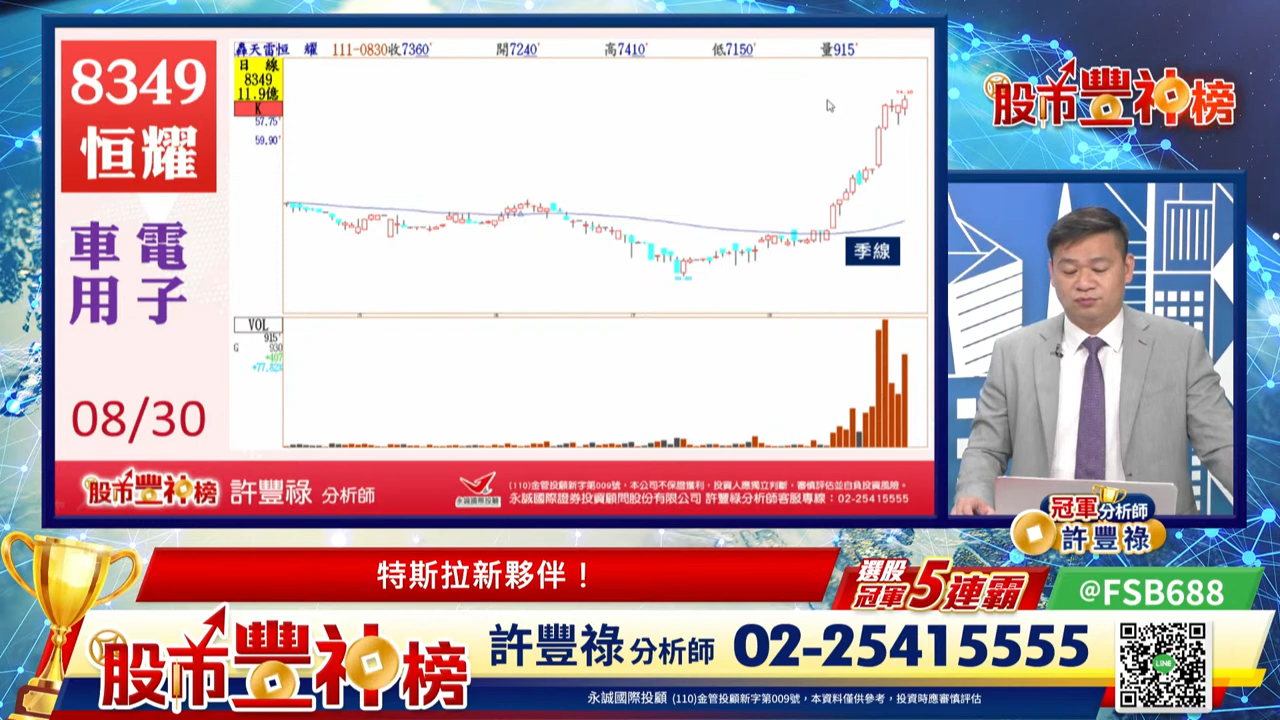 8349
恒耀
車電
用子
08/30
轟天雷恒 耀 111-0830收7360 開7240 高7410 低7150 量915
日 線
8349
11.9億
K
57.75
59.90
季線
VOL
915
G 930
+407
+77.82%
股市豐神榜 許豐祿 分析師
永誠國際投顧
(110)金管投顧新字第009號，本公司不保證獲利，投資人應獨立判斷，審慎評估並自負投資風險。
永誠國際證券投資顧問股份有限公司 許豐祿分析師客服專線：02-25415555
股市豐神榜
冠軍分析師
許豐祿
特斯拉新夥伴！
選股
冠軍5連霸
@FSB688
股市豐神榜
許豐祿 分析師 02-25415555
LINE
永誠國際投顧 (110)金管投顧新字第009號，本資料僅供參考，投資時應審慎評估